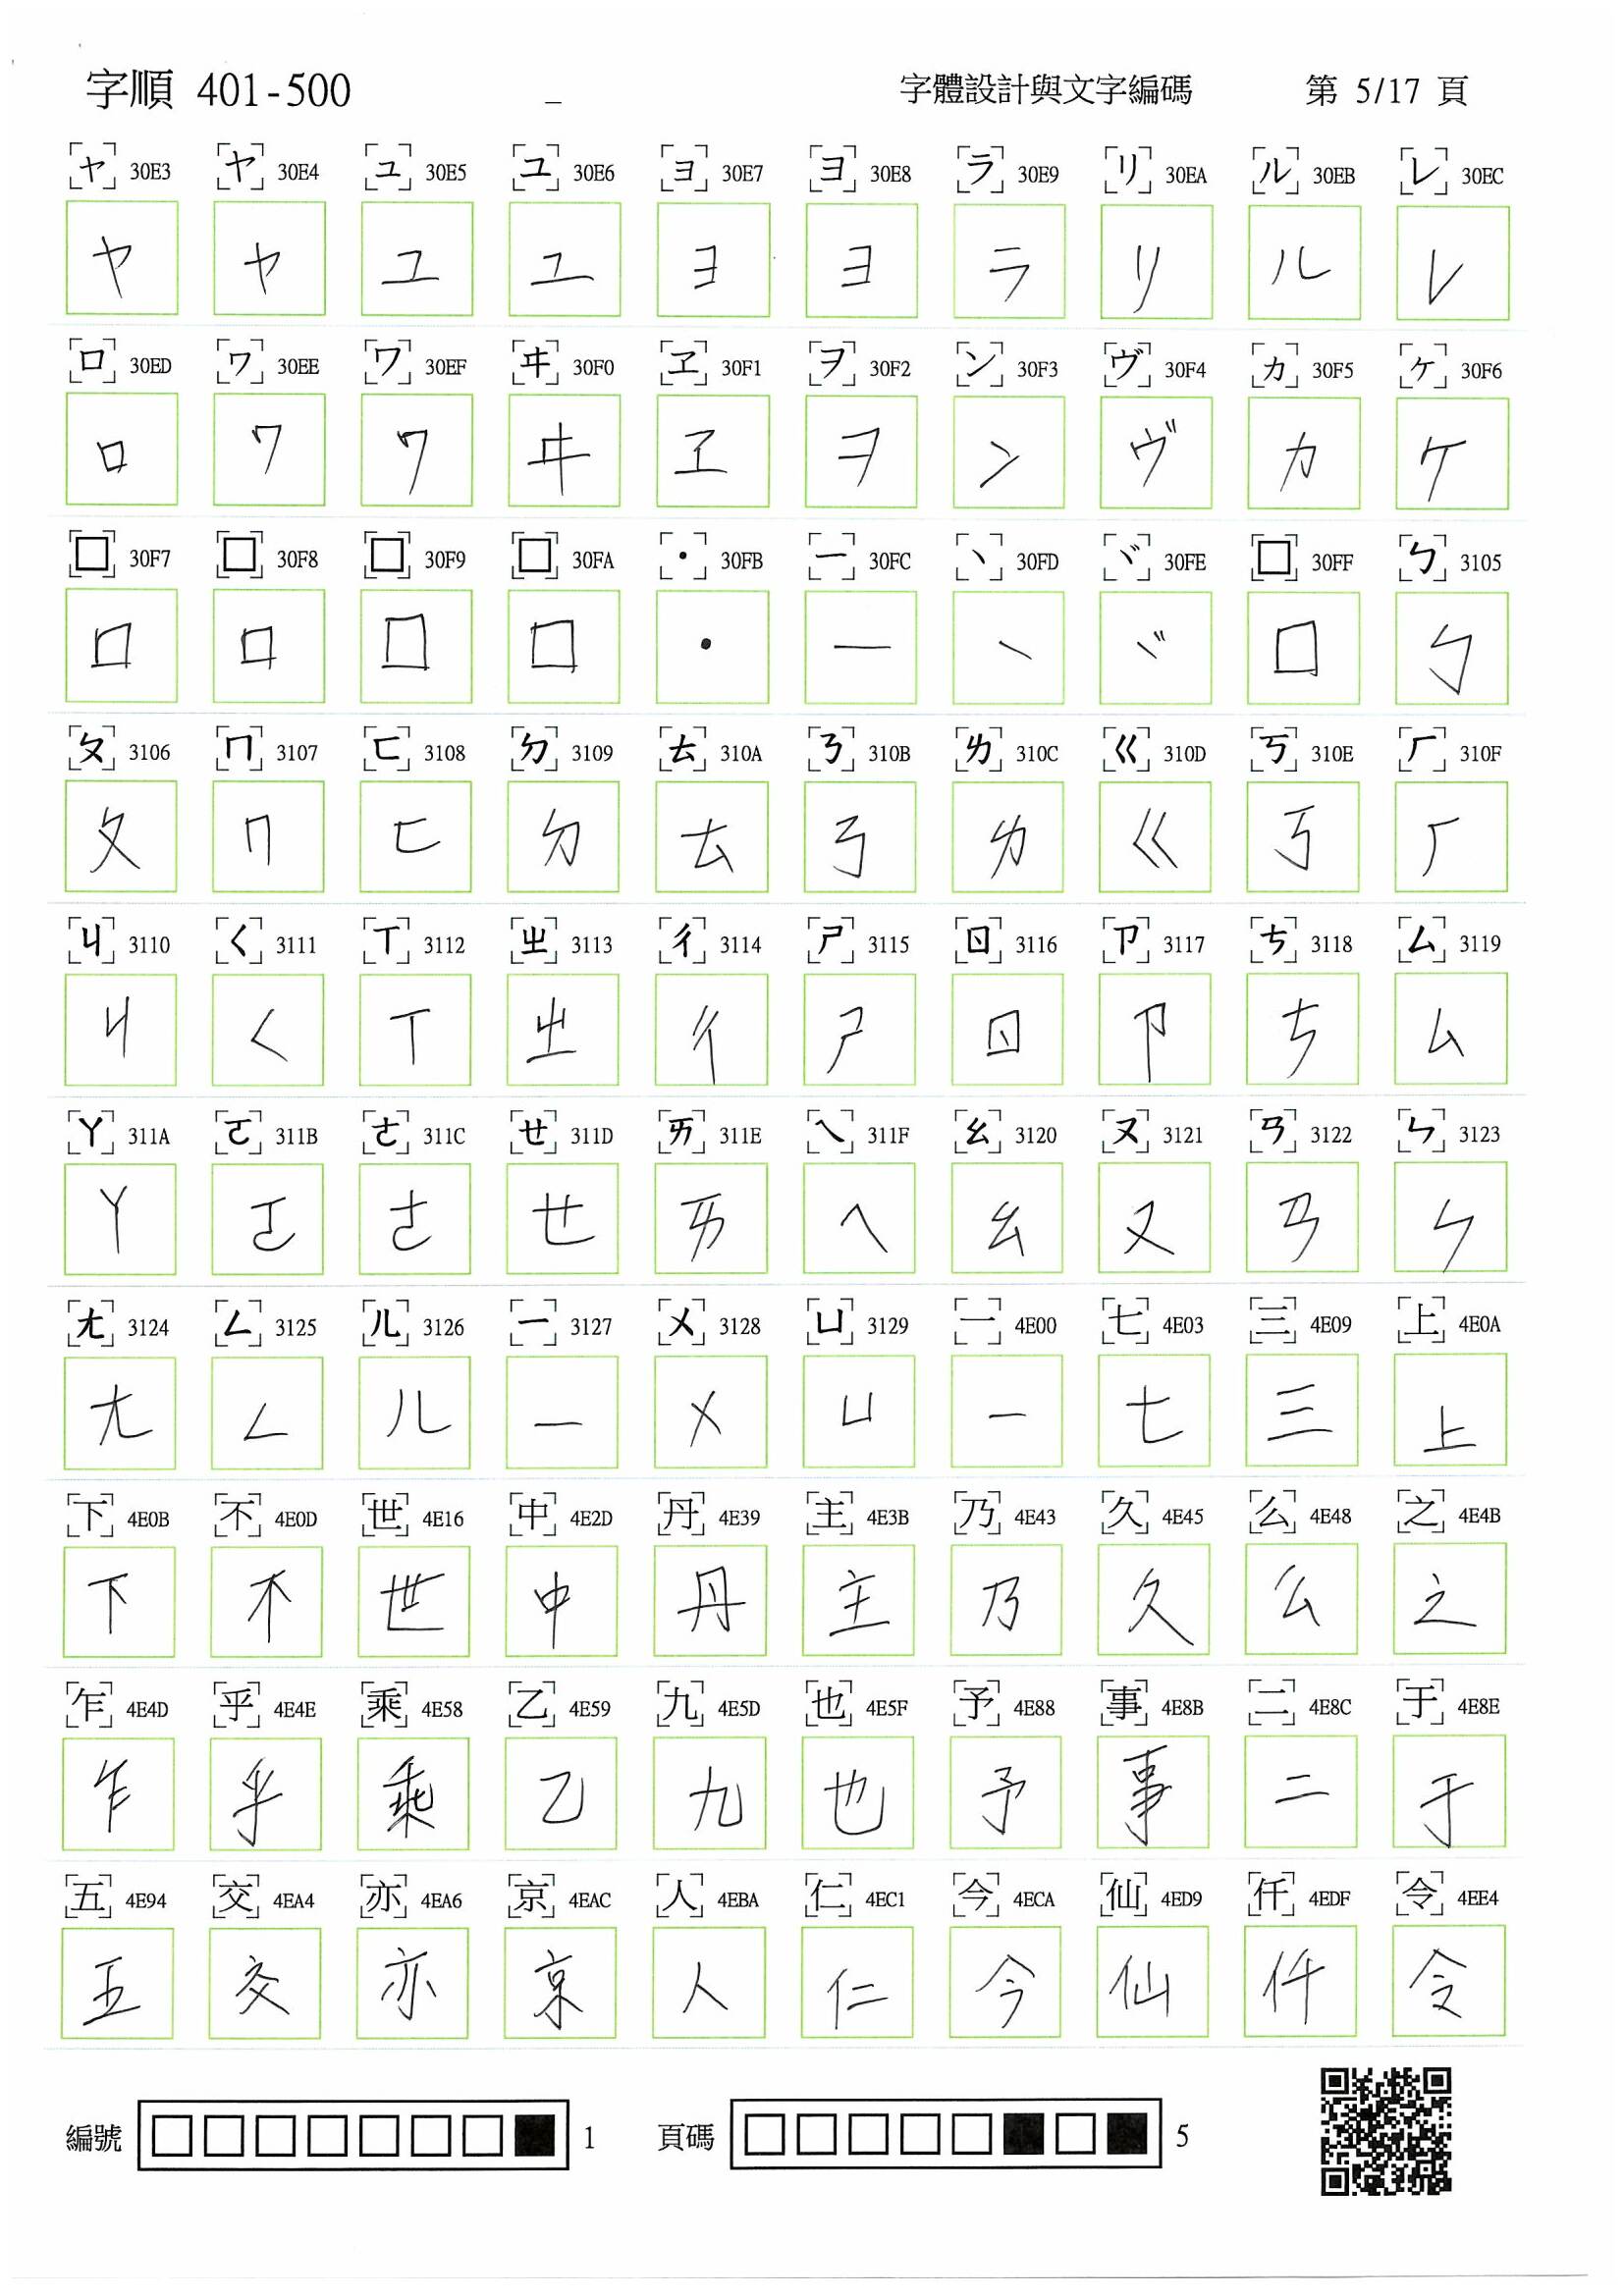 字順 401-500 _ 字體設計與文字編碼 第 5/17 頁
ャ 30E3 ヤ 30E4 ュ 30E5 ユ 30E6 ョ 30E7 ヨ 30E8 ラ 30E9 リ 30EA ル 30EB レ 30EC
ヤ ヤ ユ ユ ヨ ヨ ラ リ ル レ
ロ 30ED ヮ 30EE ワ 30EF ヰ 30F0 ヱ 30F1 ヲ 30F2 ン 30F3 ヴ 30F4 ヵ 30F5 ヶ 30F6
ロ ワ ワ ヰ ヱ ヲ ン ヴ カ ケ
□ 30F7 □ 30F8 □ 30F9 □ 30FA ・ 30FB ー 30FC ヽ 30FD ヾ 30FE □ 30FF ㄅ 3105
□ □ □ □ ・ ー ヽ ヾ □ ㄅ
ㄆ 3106 ㄇ 3107 ㄈ 3108 ㄉ 3109 ㄊ 310A ㄋ 310B ㄌ 310C ㄍ 310D ㄎ 310E ㄏ 310F
ㄆ ㄇ ㄈ ㄉ ㄊ ㄋ ㄌ ㄍ ㄎ ㄏ
ㄐ 3110 ㄑ 3111 ㄒ 3112 ㄓ 3113 ㄔ 3114 ㄕ 3115 ㄖ 3116 ㄗ 3117 ㄘ 3118 ㄙ 3119
ㄐ ㄑ ㄒ ㄓ ㄔ ㄕ ㄖ ㄗ ㄘ ㄙ
ㄚ 311A ㄛ 311B ㄜ 311C ㄝ 311D ㄞ 311E ㄟ 311F ㄠ 3120 ㄡ 3121 ㄢ 3122 ㄣ 3123
ㄚ ㄛ ㄜ ㄝ ㄞ ㄟ ㄠ ㄡ ㄢ ㄣ
ㄤ 3124 ㄥ 3125 ㄦ 3126 ㄧ 3127 ㄨ 3128 ㄩ 3129 一 4E00 七 4E03 三 4E09 上 4E0A
ㄤ ㄥ ㄦ ㄧ ㄨ ㄩ 一 七 三 上
下 4E0B 不 4E0D 世 4E16 中 4E2D 丹 4E39 主 4E3B 乃 4E43 久 4E45 么 4E48 之 4E4B
下 不 世 中 丹 主 乃 久 么 之
乍 4E4D 乎 4E4E 乘 4E58 乙 4E59 九 4E5D 也 4E5F 予 4E88 事 4E8B 二 4E8C 于 4E8E
乍 乎 乘 乙 九 也 予 事 二 于
五 4E94 交 4EA4 亦 4EA6 京 4EAC 人 4EBA 仁 4EC1 今 4ECA 仙 4ED9 仟 4EDF 令 4EE4
五 交 亦 京 人 仁 今 仙 仟 令
編號 □□□□□□□■ 1 頁碼 □□□□□■□■ 5